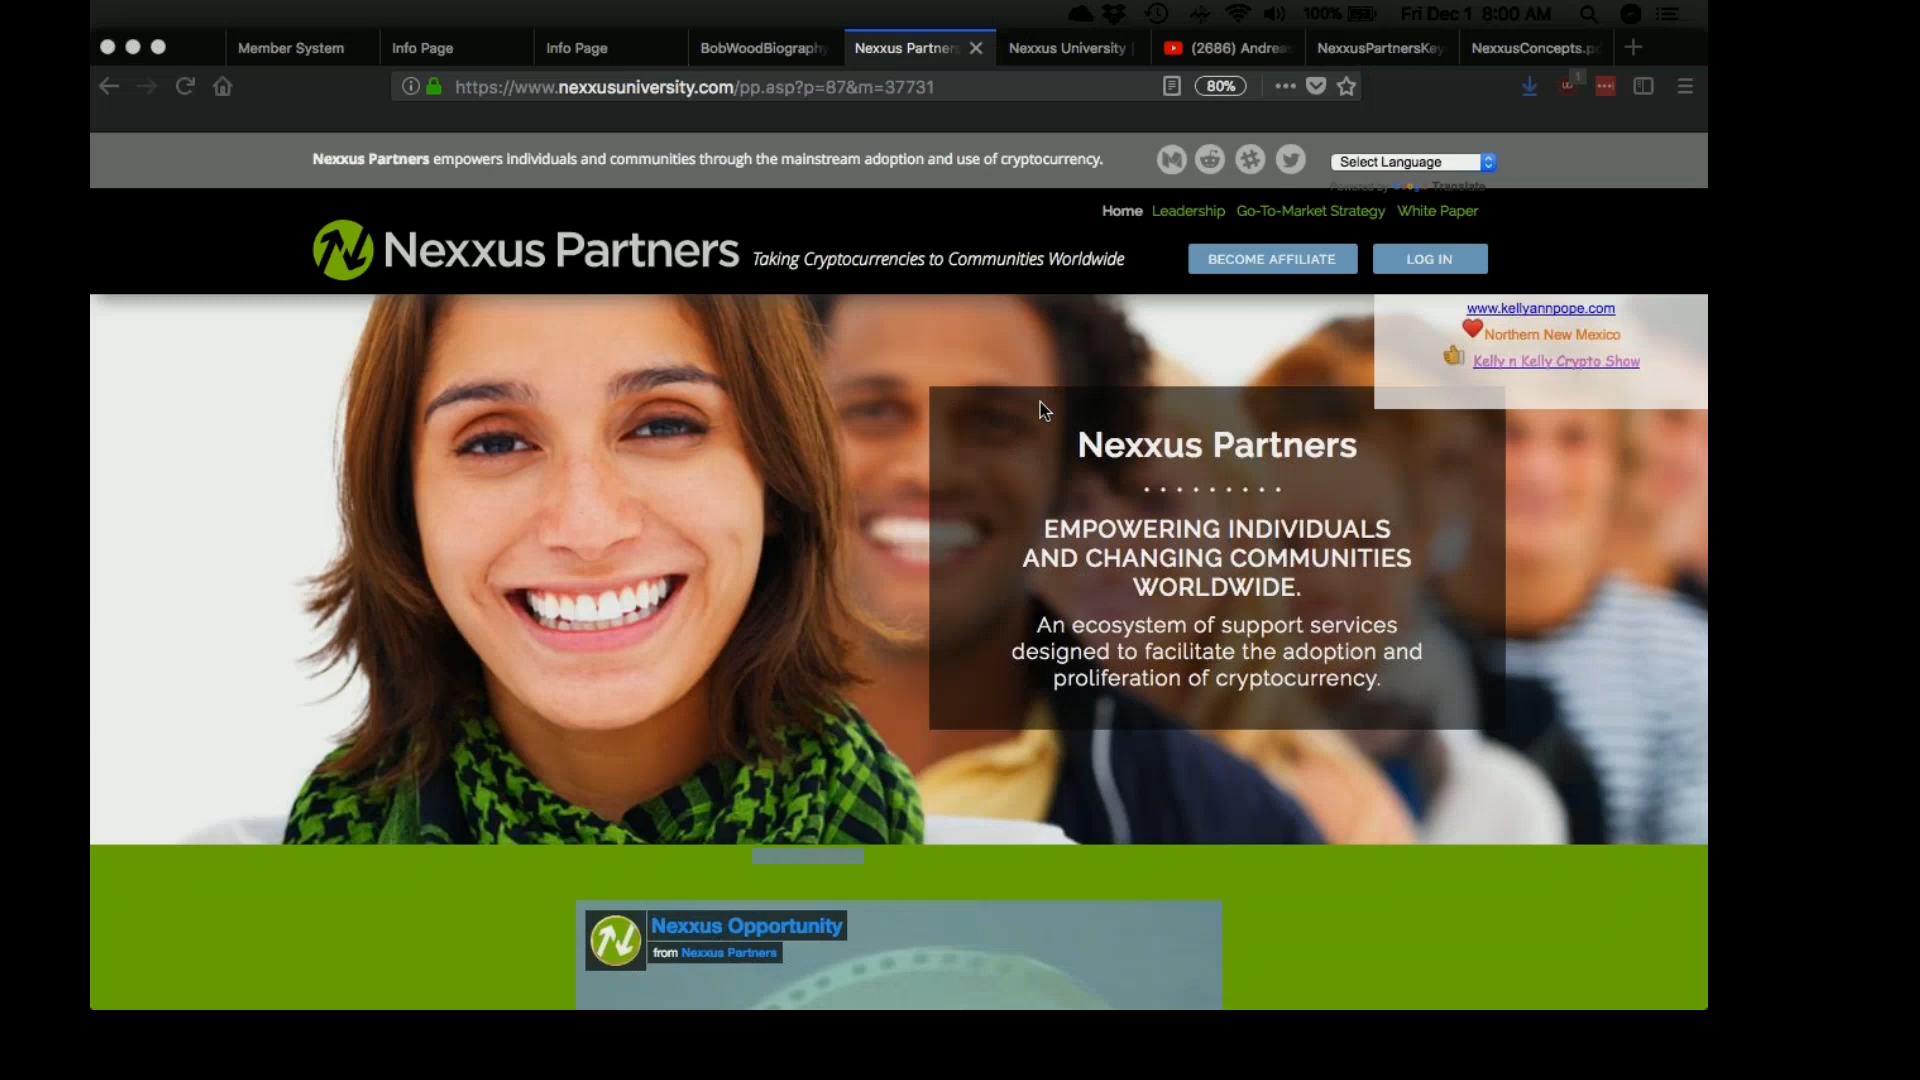 100%
Fri Dec 1 8:00 AM
Member System
Info Page
Info Page
BobWoodBiography
Nexxus Partner
Nexxus University
(2686) Andrea
NexxusPartnersKey
NexxusConcepts.p
https://www.nexxusuniversity.com/pp.asp?p=87&m=37731
80%
1
Nexxus Partners empowers individuals and communities through the mainstream adoption and use of cryptocurrency.
Select Language
Powered by Google Translate
Home Leadership Go-To-Market Strategy White Paper
Nexxus Partners Taking Cryptocurrencies to Communities Worldwide
BECOME AFFILIATE
LOG IN
www.kellyannpope.com
Northern New Mexico
Kelly n Kelly Crypto Show
Nexxus Partners
EMPOWERING INDIVIDUALS
AND CHANGING COMMUNITIES
WORLDWIDE.
An ecosystem of support services
designed to facilitate the adoption and
proliferation of cryptocurrency.
Nexxus Opportunity
from Nexxus Partners